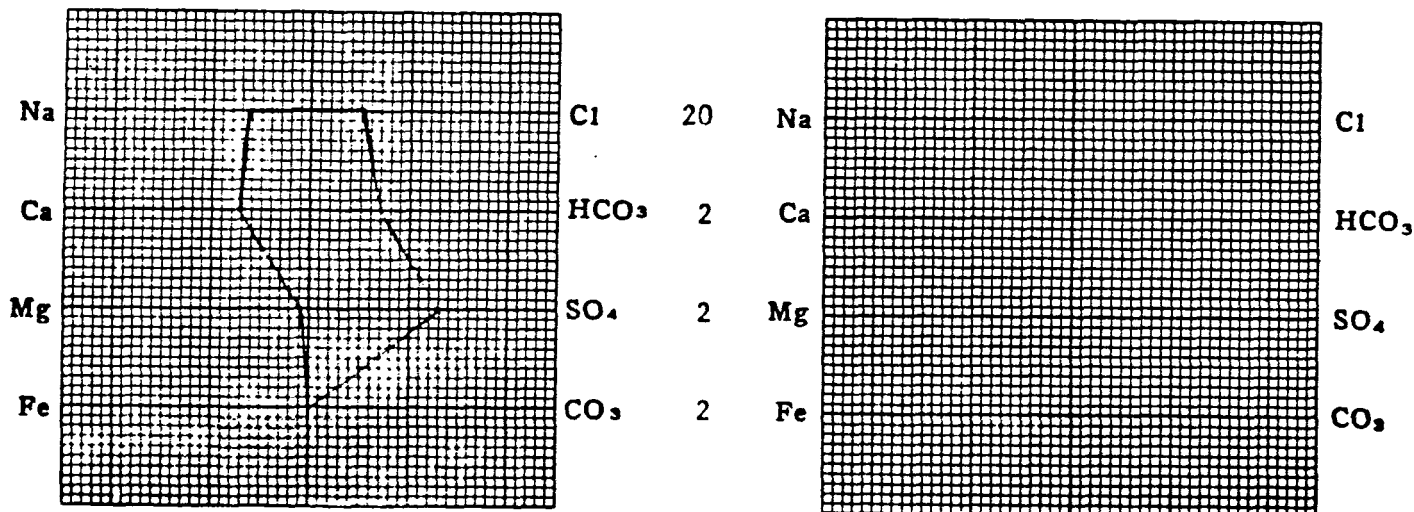 Na Cl 20 Na Cl
Ca HCO₃ 2 Ca HCO₃
Mg SO₄ 2 Mg SO₄
Fe CO₃ 2 Fe CO₃